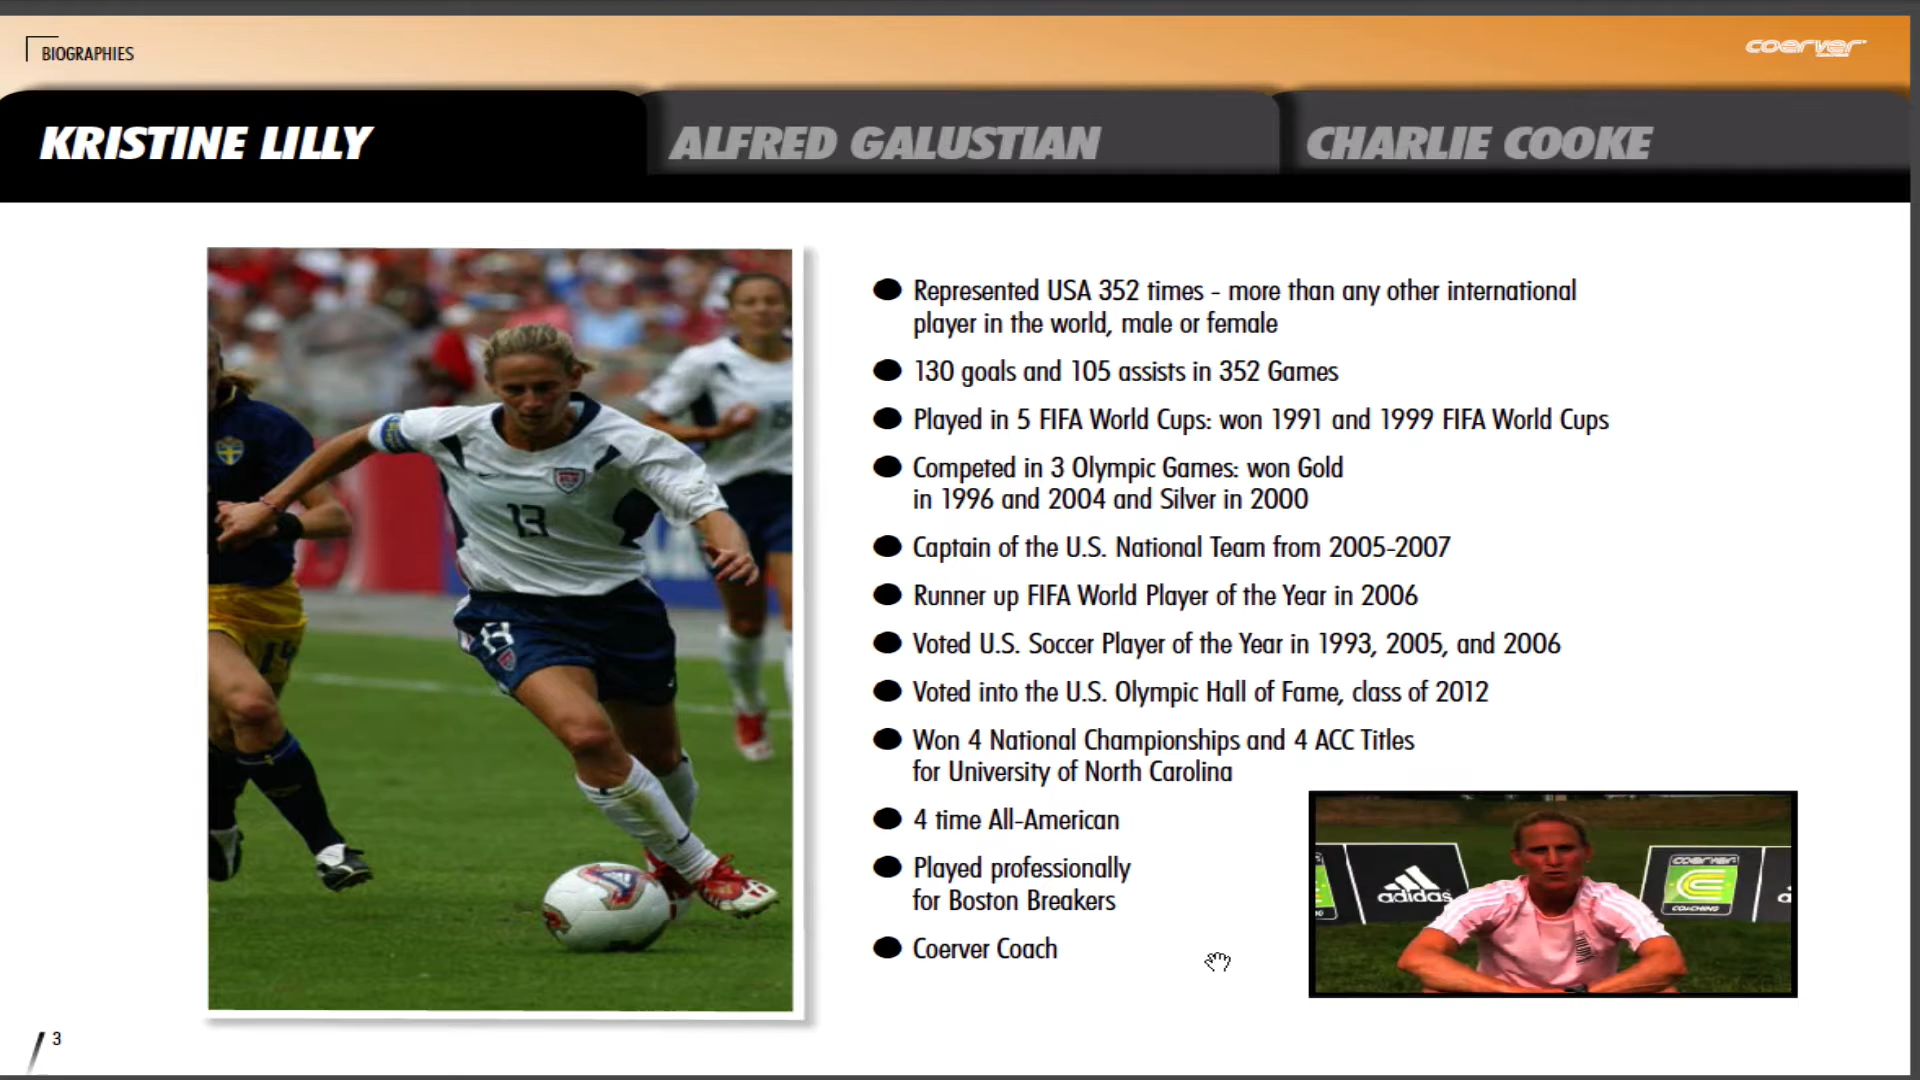 BIOGRAPHIES
coerver
KRISTINE LILLY
ALFRED GALUSTIAN
CHARLIE COOKE
Represented USA 352 times - more than any other international
player in the world, male or female
130 goals and 105 assists in 352 Games
Played in 5 FIFA World Cups: won 1991 and 1999 FIFA World Cups
Competed in 3 Olympic Games: won Gold
in 1996 and 2004 and Silver in 2000
Captain of the U.S. National Team from 2005-2007
Runner up FIFA World Player of the Year in 2006
Voted U.S. Soccer Player of the Year in 1993, 2005, and 2006
Voted into the U.S. Olympic Hall of Fame, class of 2012
Won 4 National Championships and 4 ACC Titles
for University of North Carolina
4 time All-American
Played professionally
for Boston Breakers
Coerver Coach
13
13
adidas
coerver
COACHING
3